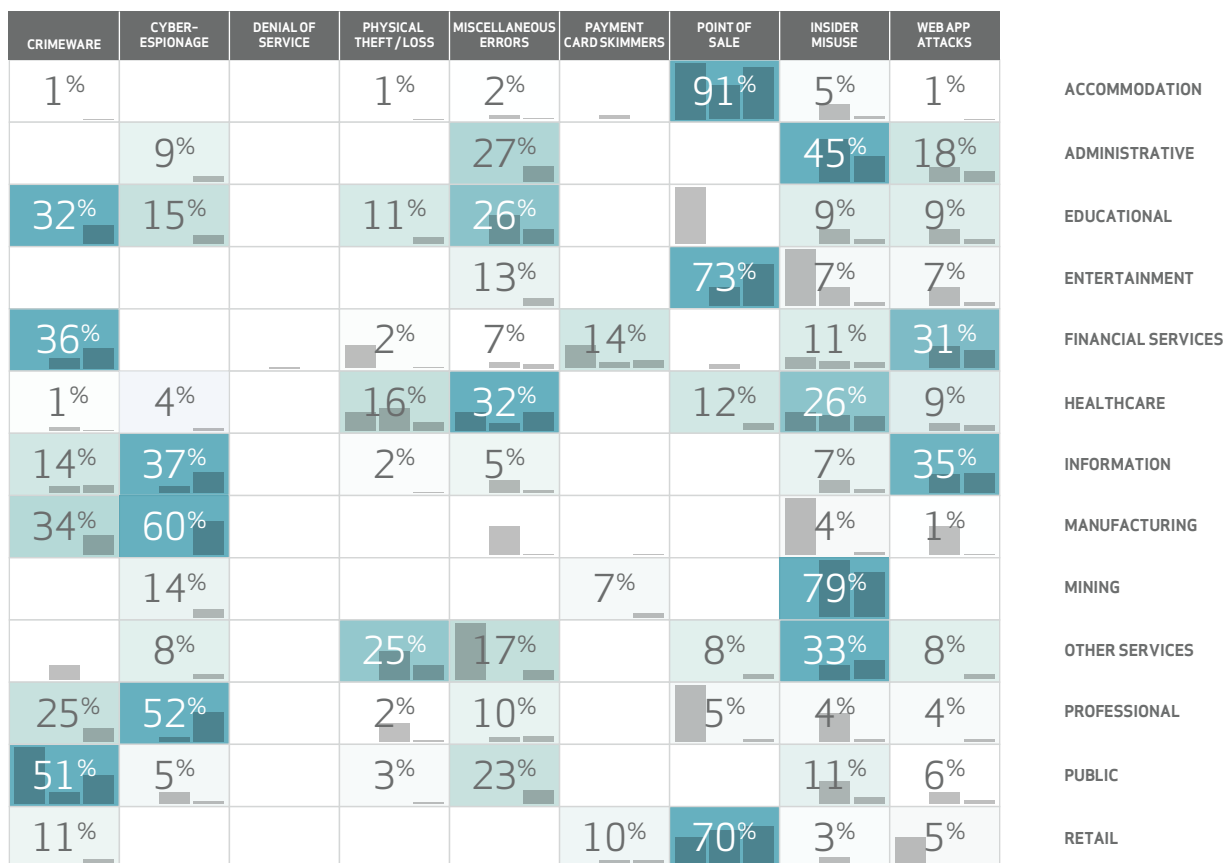 CRIMEWARE
CYBER-
ESPIONAGE
DENIAL OF
SERVICE
PHYSICAL
THEFT / LOSS
MISCELLANEOUS
ERRORS
PAYMENT
CARD SKIMMERS
POINT OF
SALE
INSIDER
MISUSE
WEB APP
ATTACKS
1% 1% 2% 91% 5% 1% ACCOMMODATION
9% 27% 45% 18% ADMINISTRATIVE
32% 15% 11% 26% 9% 9% EDUCATIONAL
13% 73% 7% 7% ENTERTAINMENT
36% 2% 7% 14% 11% 31% FINANCIAL SERVICES
1% 4% 16% 32% 12% 26% 9% HEALTHCARE
14% 37% 2% 5% 7% 35% INFORMATION
34% 60% 4% 1% MANUFACTURING
14% 7% 79% MINING
8% 25% 17% 8% 33% 8% OTHER SERVICES
25% 52% 2% 10% 5% 4% 4% PROFESSIONAL
51% 5% 3% 23% 11% 6% PUBLIC
11% 10% 70% 3% 5% RETAIL